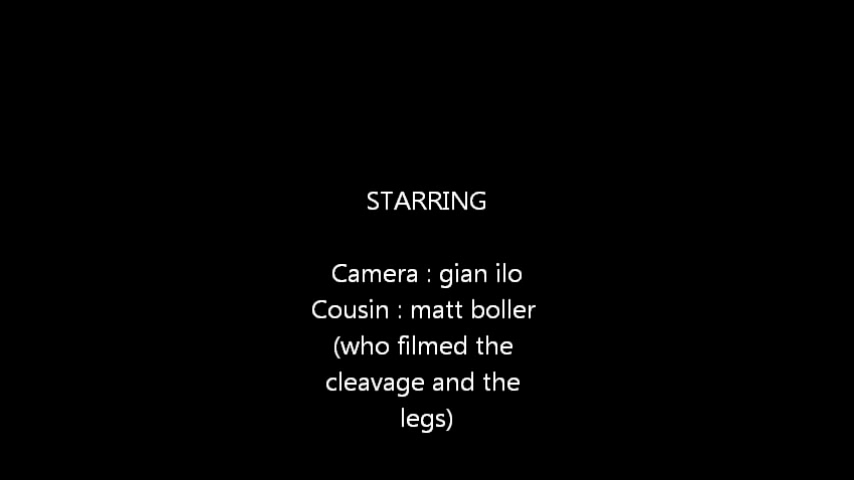 STARRING
Camera : gian ilo
Cousin : matt boller
(who filmed the
cleavage and the
legs)